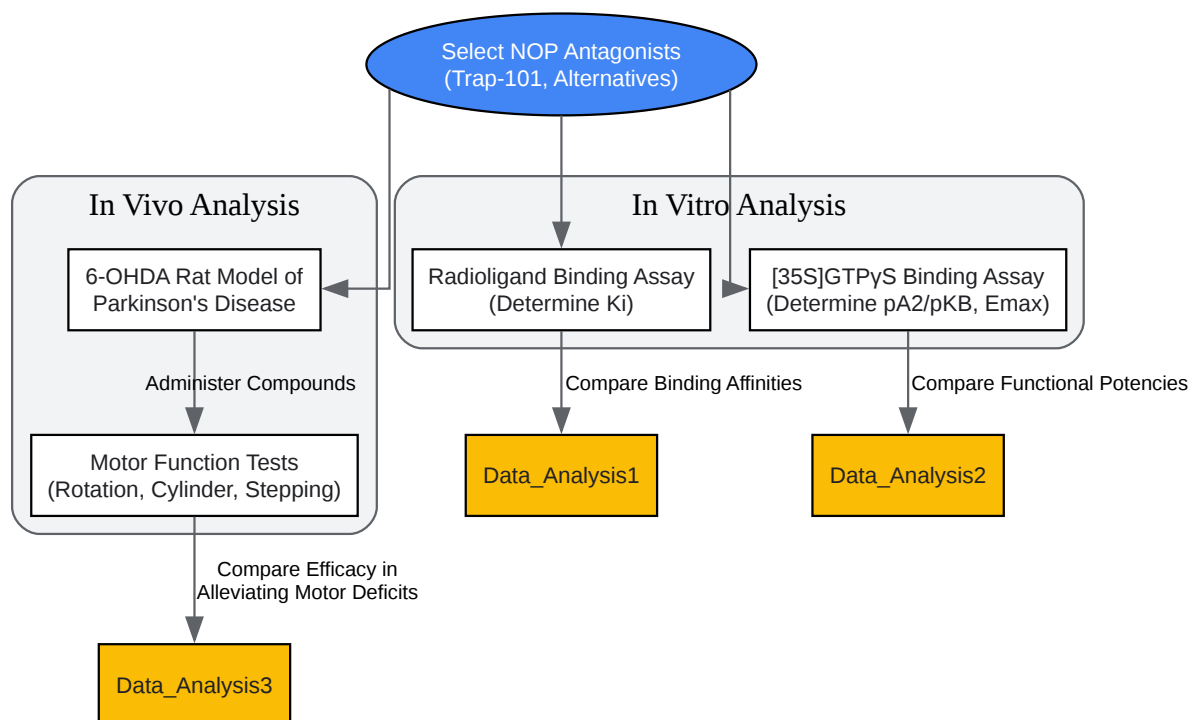 Select NOP Antagonists
(Trap-101, Alternatives)
In Vivo Analysis
In Vitro Analysis
6-OHDA Rat Model of
Parkinson's Disease
Radioligand Binding Assay
(Determine Ki)
[35S]GTPγS Binding Assay
(Determine pA2/pKB, Emax)
Administer Compounds
Compare Binding Affinities
Compare Functional Potencies
Motor Function Tests
(Rotation, Cylinder, Stepping)
Data_Analysis1
Data_Analysis2
Compare Efficacy in
Alleviating Motor Deficits
Data_Analysis3